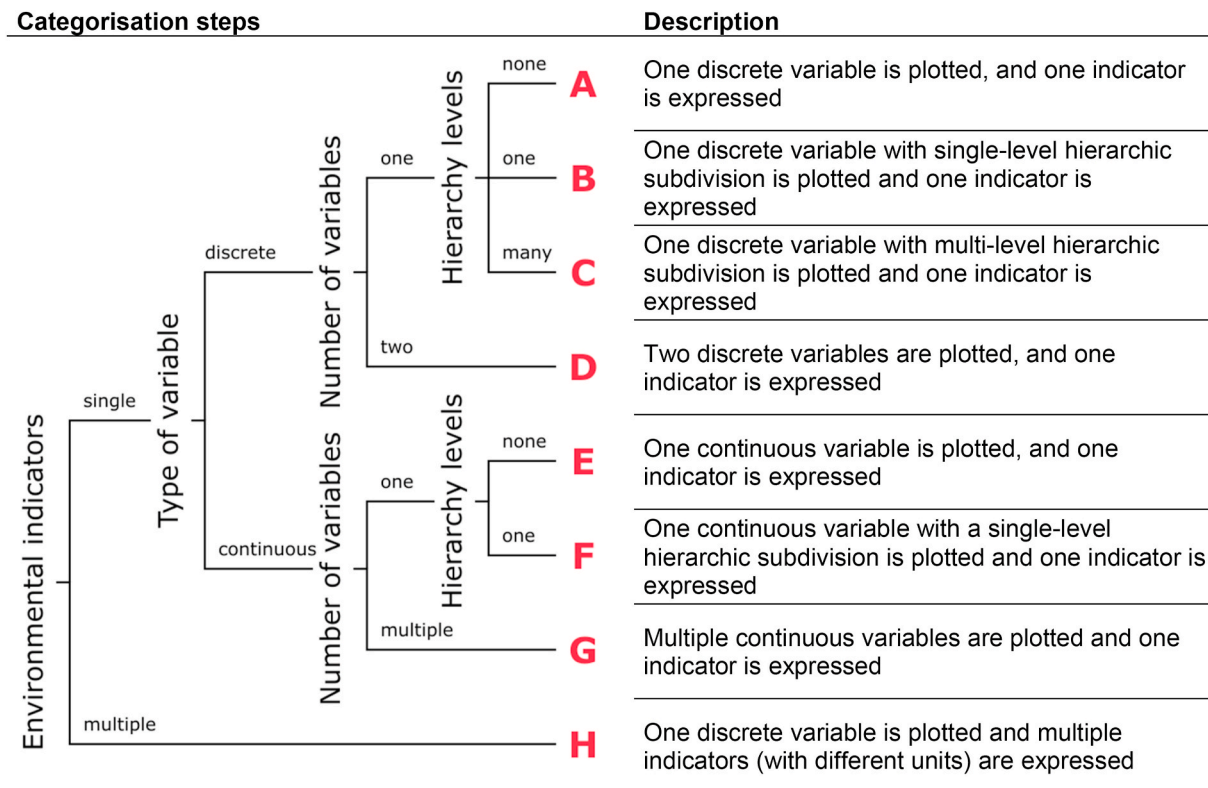 Categorisation steps
Description
Environmental indicators
single
multiple
Type of variable
discrete
continuous
Number of variables
one
two
Number of variables
one
multiple
Hierarchy levels
none
one
many
Hierarchy levels
none
one
A
One discrete variable is plotted, and one indicator
is expressed
B
One discrete variable with single-level hierarchic
subdivision is plotted and one indicator is
expressed
C
One discrete variable with multi-level hierarchic
subdivision is plotted and one indicator is
expressed
D
Two discrete variables are plotted, and one
indicator is expressed
E
One continuous variable is plotted, and one
indicator is expressed
F
One continuous variable with a single-level
hierarchic subdivision is plotted and one indicator is
expressed
G
Multiple continuous variables are plotted and one
indicator is expressed
H
One discrete variable is plotted and multiple
indicators (with different units) are expressed